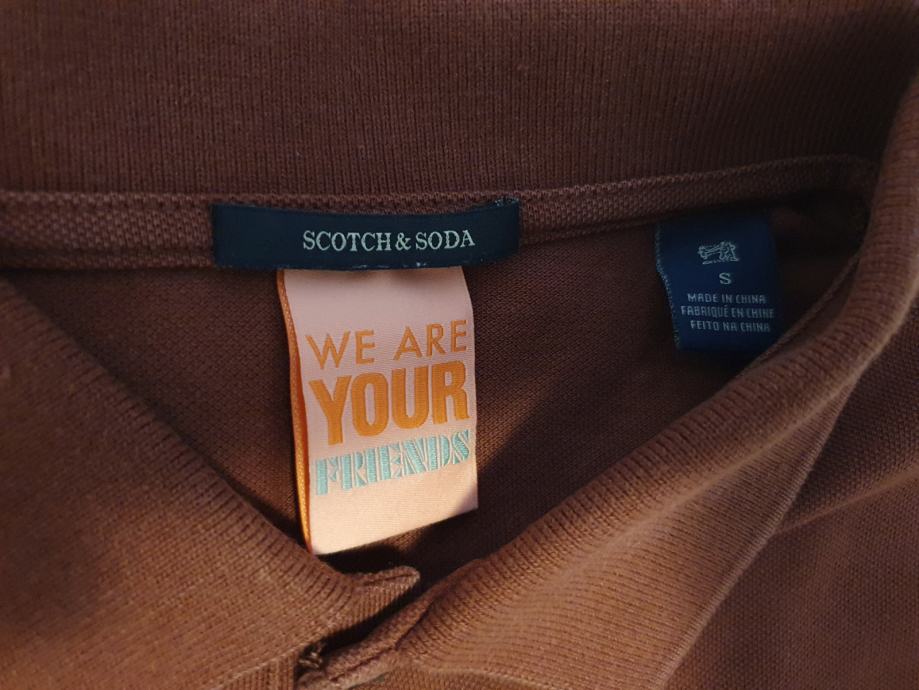 SCOTCH & SODA
WE ARE
YOUR
FRIENDS
S
MADE IN CHINA
FABRIQUÉ EN CHINE
FEITO NA CHINA